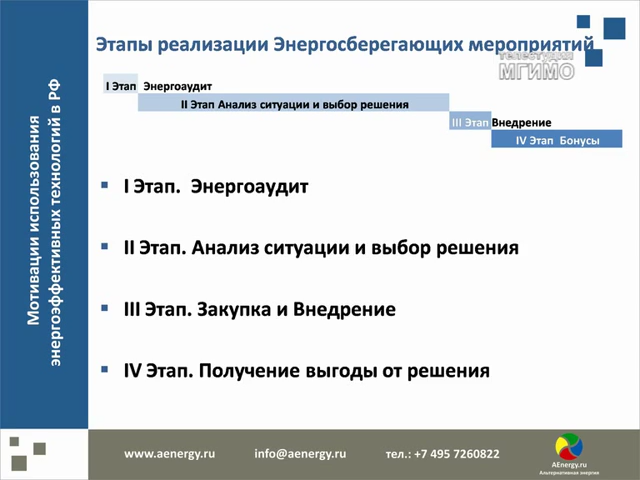 Этапы реализации Энергосберегающих мероприятий
телестудия
МГИМО
I Этап Энергоаудит
II Этап Анализ ситуации и выбор решения
III Этап Внедрение
IV Этап Бонусы
Мотивации использования
энергоэффективных технологий в РФ
▪ I Этап. Энергоаудит
▪ II Этап. Анализ ситуации и выбор решения
▪ III Этап. Закупка и Внедрение
▪ IV Этап. Получение выгоды от решения
www.aenergy.ru info@aenergy.ru тел.: +7 495 7260822
AEnergy.ru
Альтернативная энергия